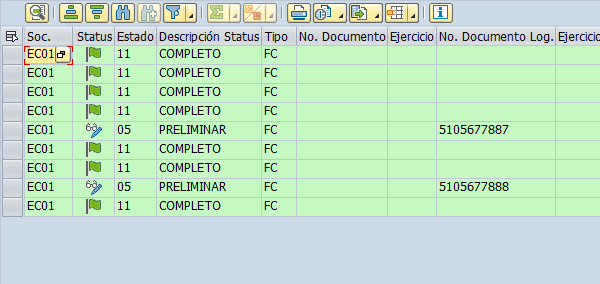 Soc. Status Estado Descripción Status Tipo No. Documento Ejercicio No. Documento Log. Ejercicio
EC01 11 COMPLETO FC
EC01 11 COMPLETO FC
EC01 11 COMPLETO FC
EC01 11 COMPLETO FC
EC01 05 PRELIMINAR FC 5105677887
EC01 11 COMPLETO FC
EC01 11 COMPLETO FC
EC01 05 PRELIMINAR FC 5105677888
EC01 11 COMPLETO FC